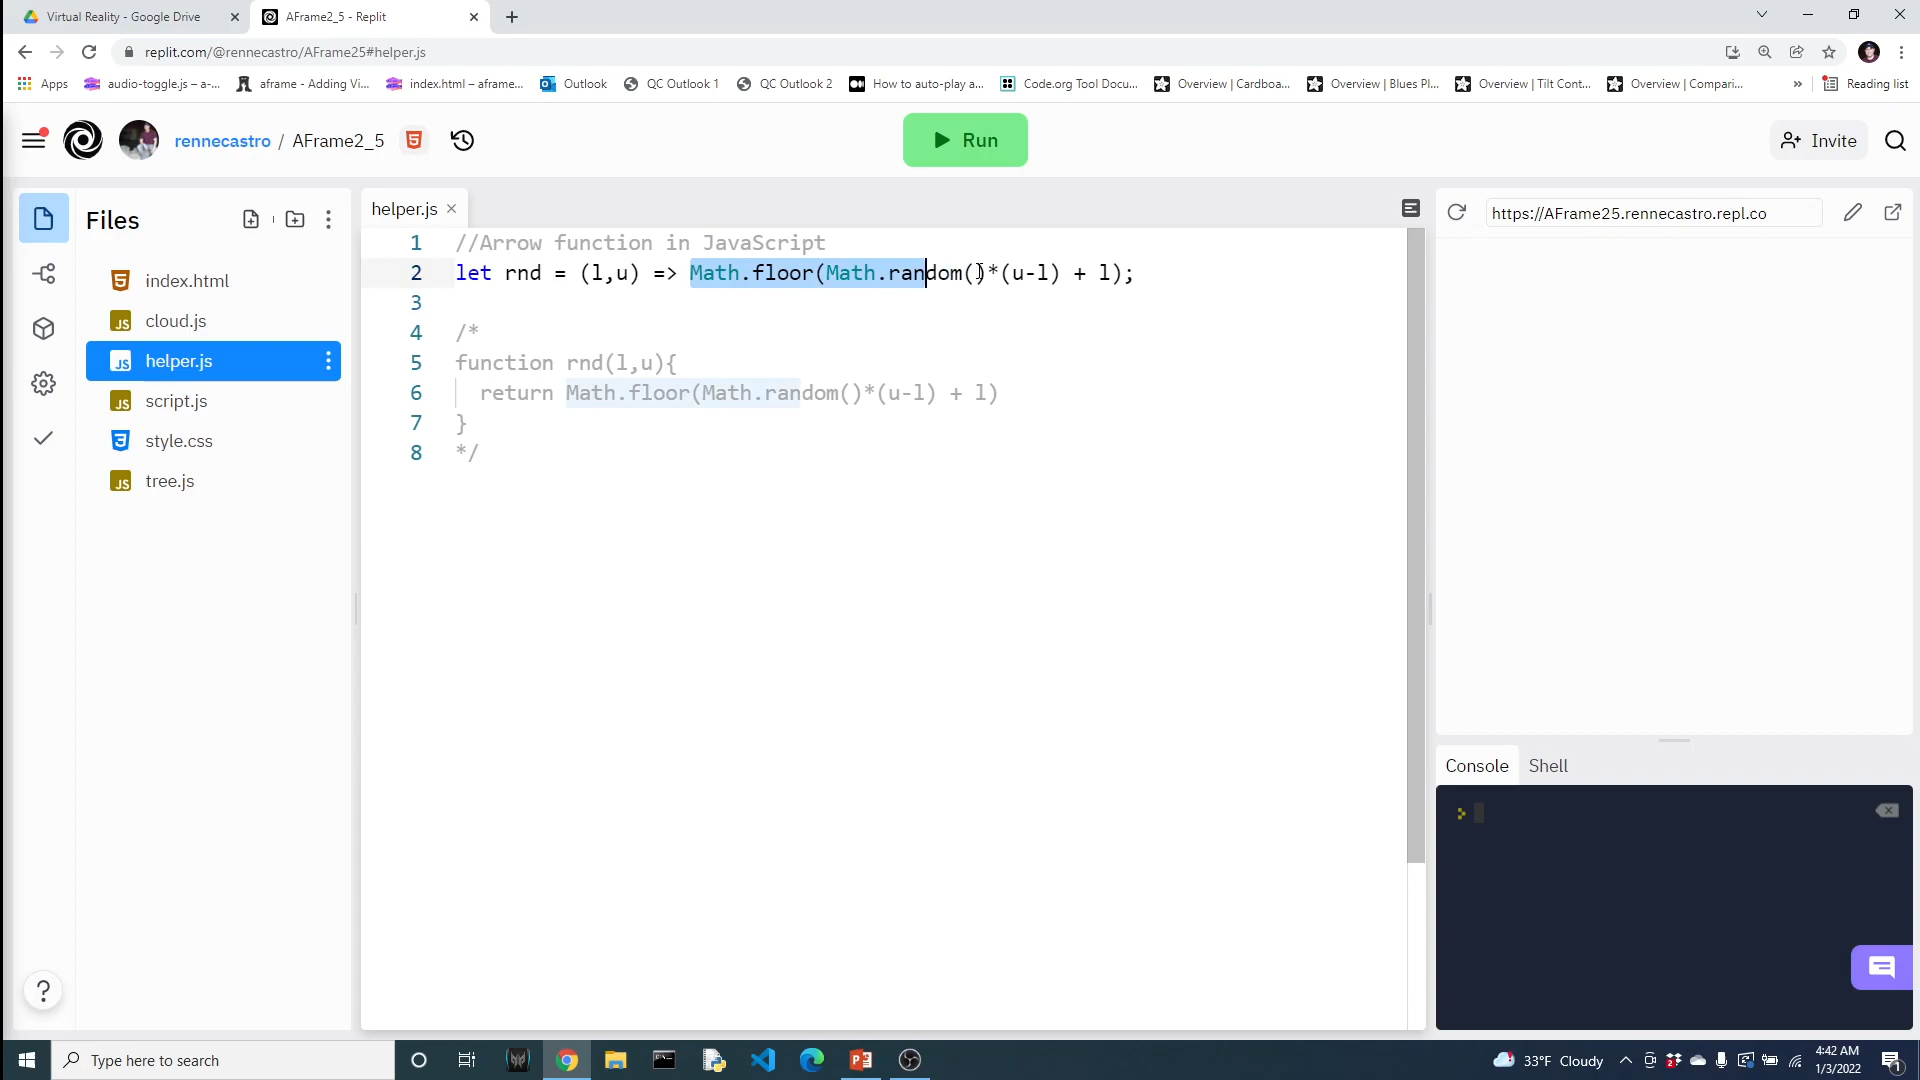 Virtual Reality - Google Drive
AFrame2_5 - Replit
replit.com/@rennecastro/AFrame25#helper.js
Apps
audio-toggle.js – a-...
aframe - Adding Vi...
index.html – aframe...
Outlook
QC Outlook 1
QC Outlook 2
How to auto-play a...
Code.org Tool Docu...
Overview | Cardboa...
Overview | Blues Pl...
Overview | Tilt Cont...
Overview | Compari...
»
Reading list
rennecastro / AFrame2_5
Run
Invite
Files
index.html
cloud.js
helper.js
script.js
style.css
tree.js
helper.js
1 //Arrow function in JavaScript
2 let rnd = (l,u) => Math.floor(Math.random()*(u-l) + l);
3
4 /*
5 function rnd(l,u){
6 return Math.floor(Math.random()*(u-l) + l)
7 }
8 */
https://AFrame25.rennecastro.repl.co
Console
Shell
?
Type here to search
33°F Cloudy
4:42 AM
1/3/2022